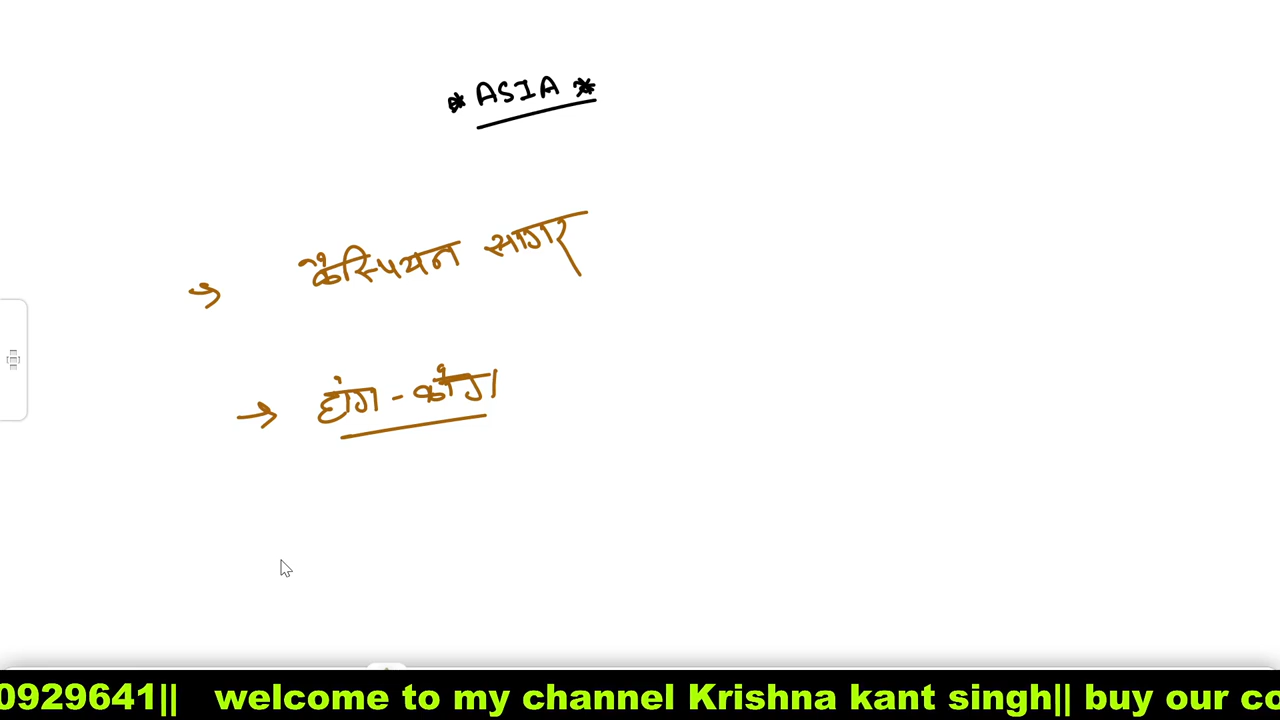 * ASIA *
→ कैस्पियन सागर
→ हांग - कांग
0929641|| welcome to my channel Krishna kant singh|| buy our co